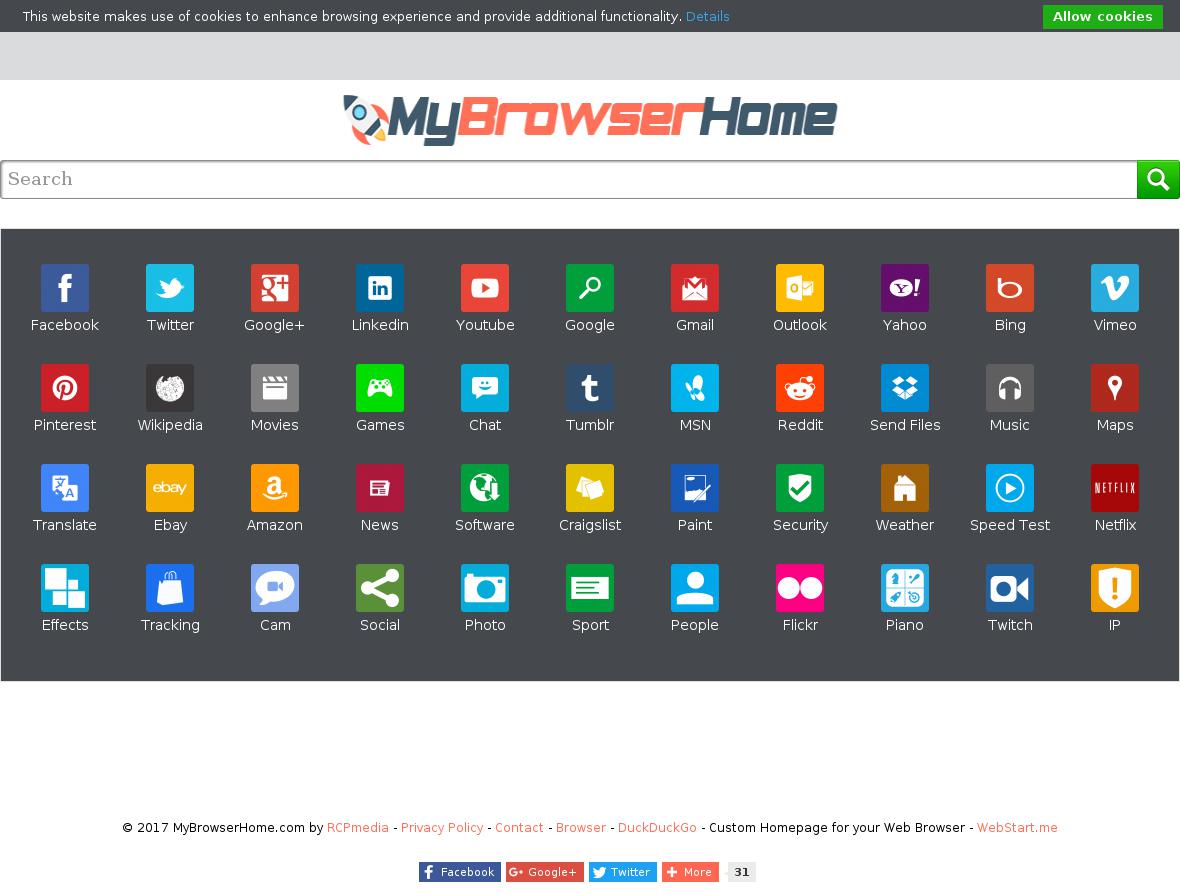 This website makes use of cookies to enhance browsing experience and provide additional functionality. Details
Allow cookies
MyBrowserHome
Search
Facebook Twitter Google+ Linkedin Youtube Google Gmail Outlook Yahoo Bing Vimeo
Pinterest Wikipedia Movies Games Chat Tumblr MSN Reddit Send Files Music Maps
ebay
NETFLIX
Translate Ebay Amazon News Software Craigslist Paint Security Weather Speed Test Netflix
Effects Tracking Cam Social Photo Sport People Flickr Piano Twitch IP
© 2017 MyBrowserHome.com by RCPmedia - Privacy Policy - Contact - Browser - DuckDuckGo - Custom Homepage for your Web Browser - WebStart.me
Facebook Google+ Twitter More 31